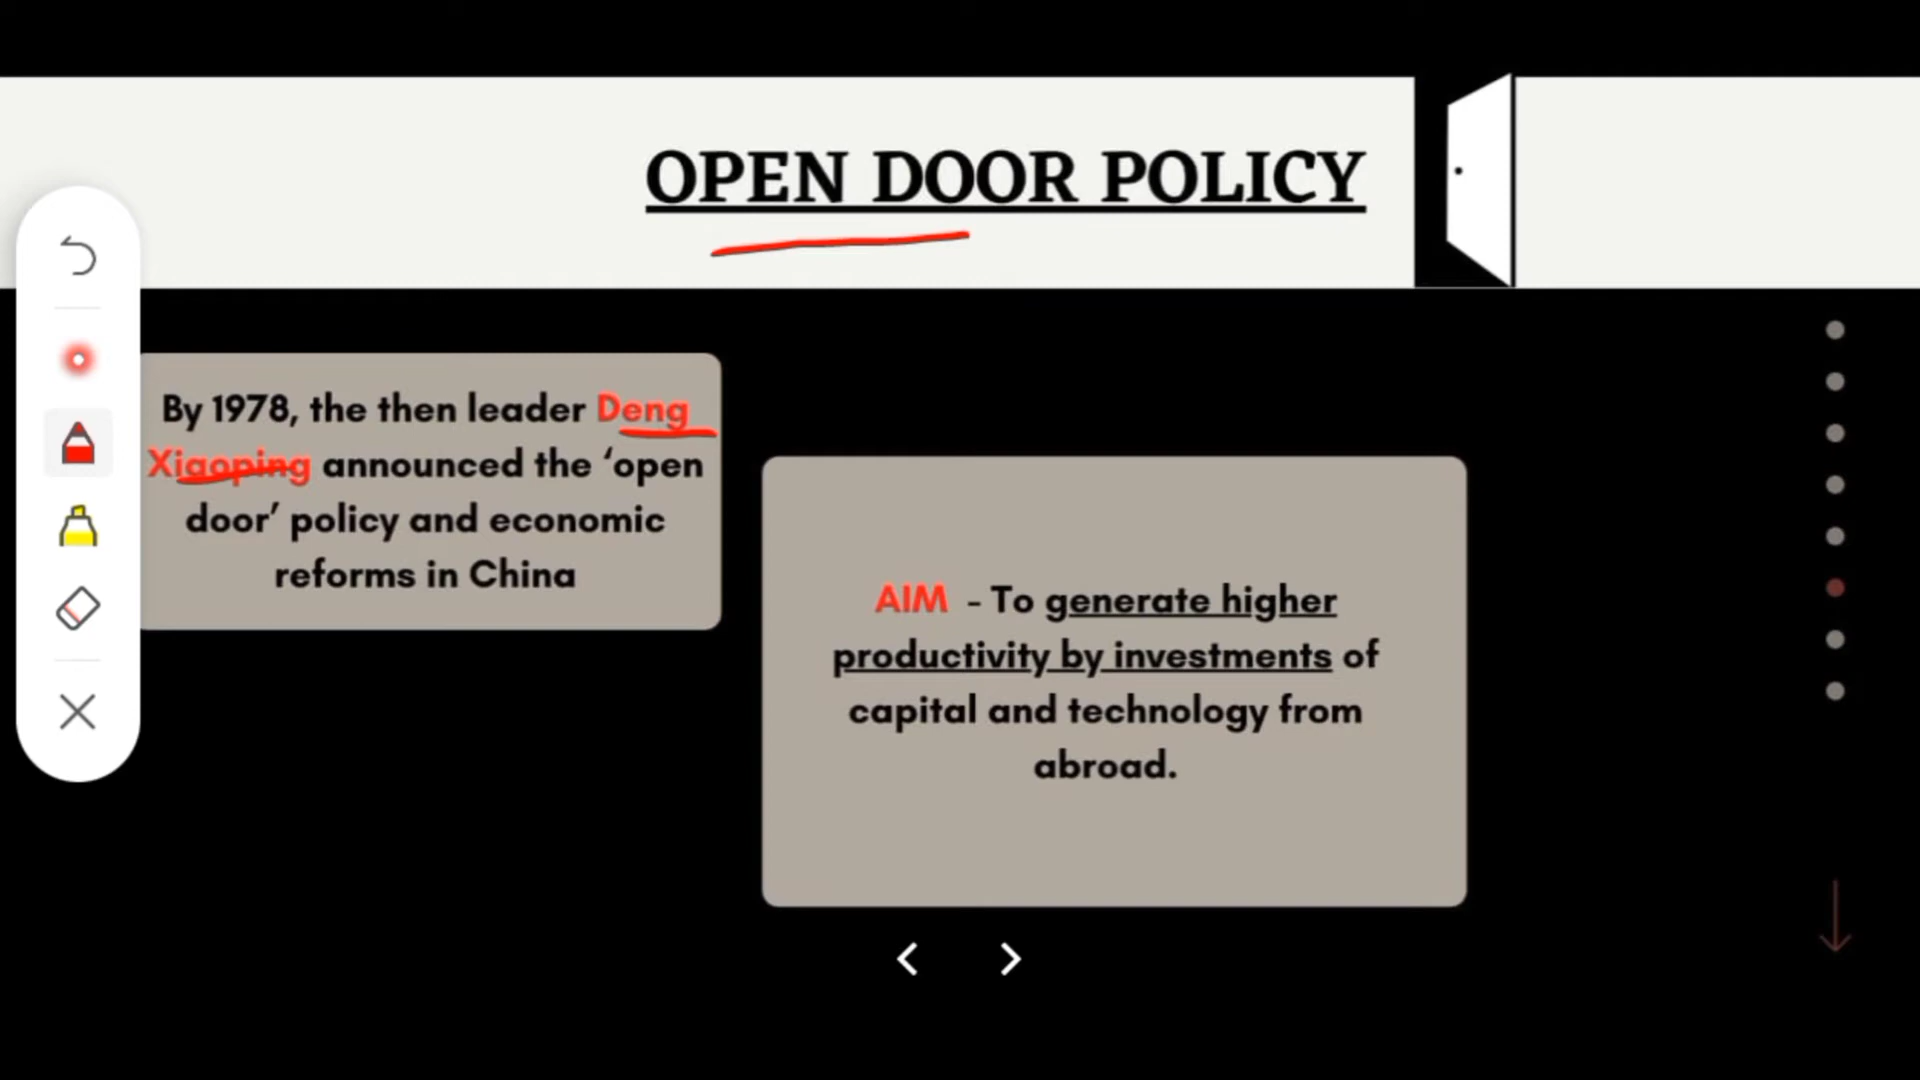 OPEN DOOR POLICY
By 1978, the then leader Deng
Xiaoping announced the ‘open
door’ policy and economic
reforms in China
AIM - To generate higher
productivity by investments of
capital and technology from
abroad.